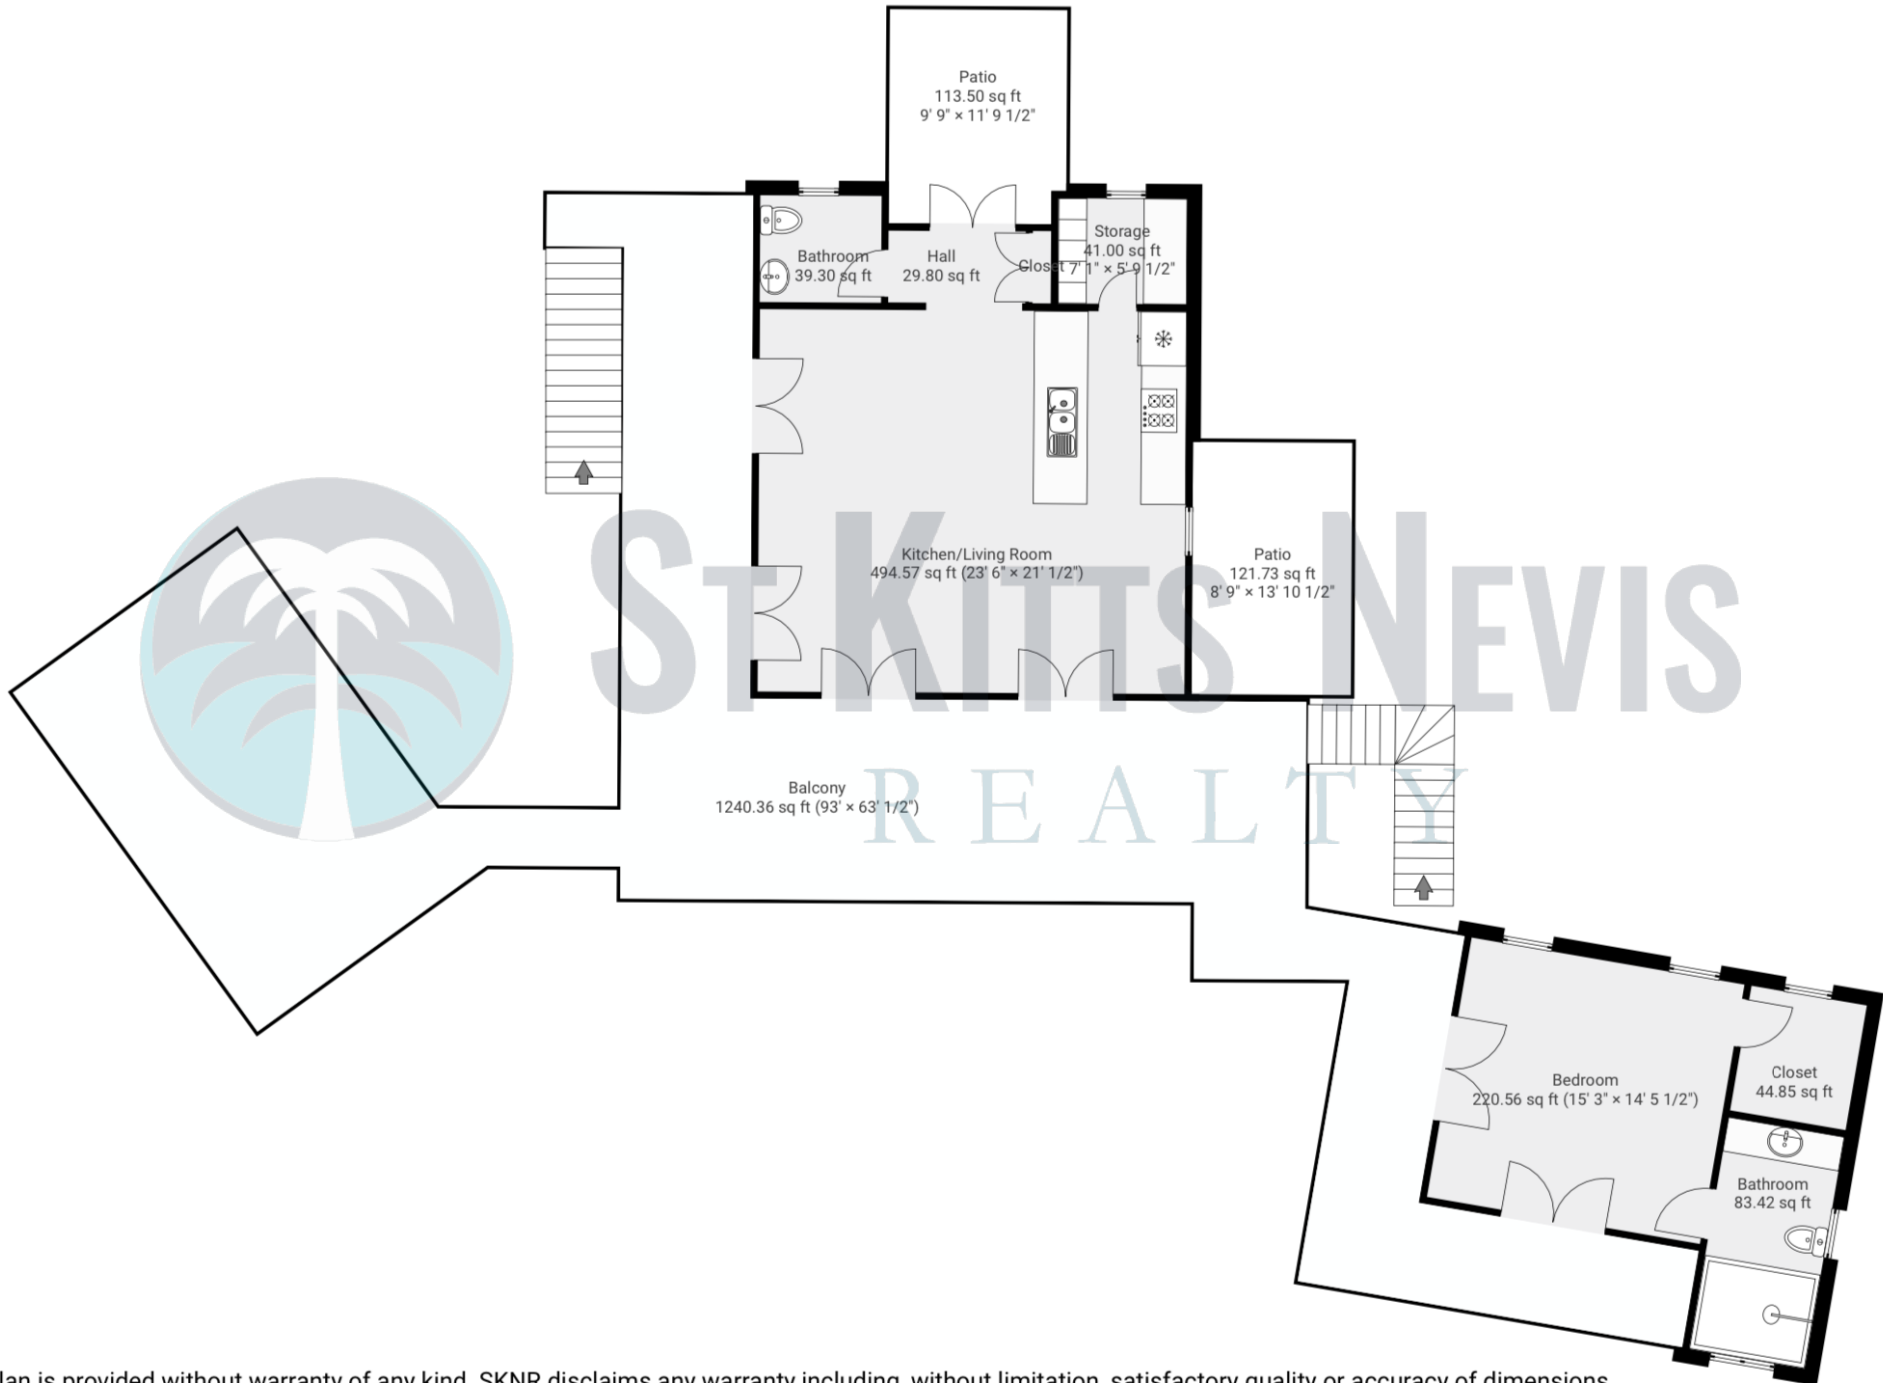 Patio
113.50 sq ft
9' 9" × 11' 9 1/2"
Bathroom
39.30 sq ft
Hall
29.80 sq ft
Closet
Storage
41.00 sq ft
7' 1" × 5' 9 1/2"
Kitchen/Living Room
494.57 sq ft (23' 6" × 21' 1/2")
Patio
121.73 sq ft
8' 9" × 13' 10 1/2"
ST KITTS NEVIS
REALTY
Balcony
1240.36 sq ft (93' × 63' 1/2")
Bedroom
220.56 sq ft (15' 3" × 14' 5 1/2")
Closet
44.85 sq ft
Bathroom
83.42 sq ft
lan is provided without warranty of any kind. SKNR disclaims any warranty including, without limitation, satisfactory quality or accuracy of dimensions